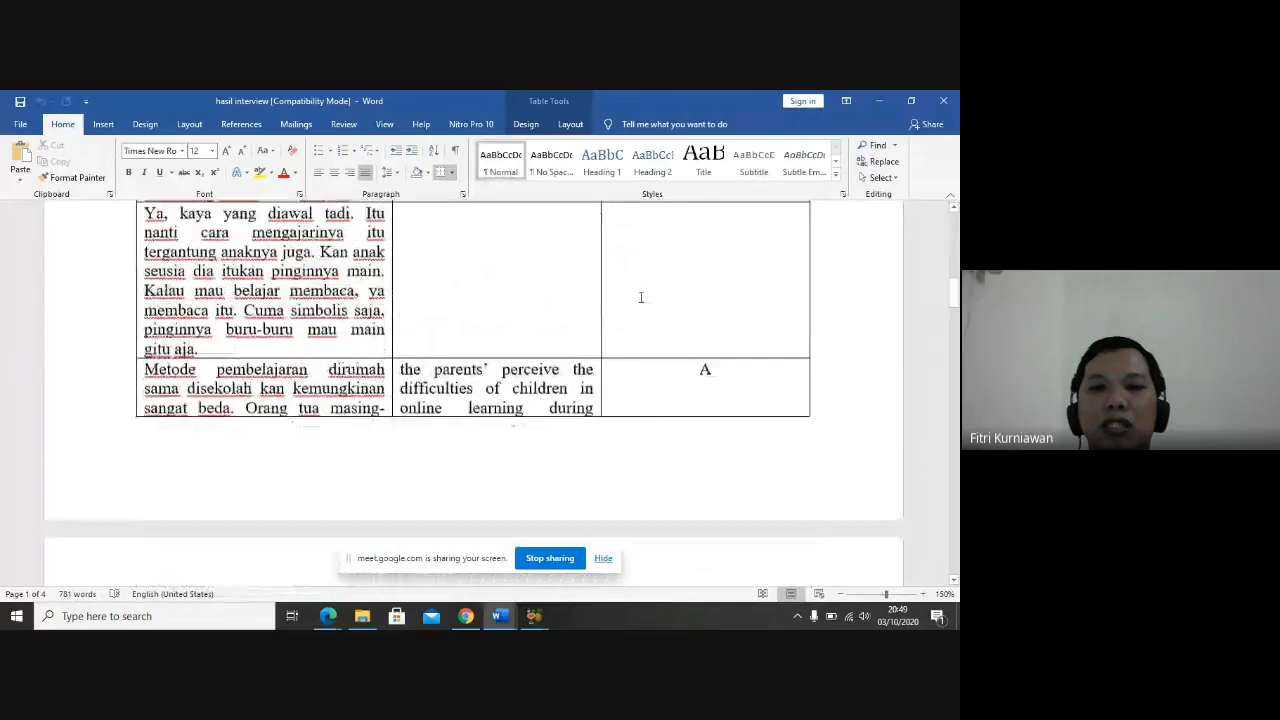 hasil interview [Compatibility Mode] - Word
Table Tools
Sign in
File Home Insert Design Layout References Mailings Review View Help Nitro Pro 10 Design Layout Tell me what you want to do Share
Paste
Cut
Copy
Format Painter
Clipboard
Times New Ro 12
Font
Paragraph
AaBbCcDc AaBbCcDc AaBbC AaBbCcl AaB AaBbCcD AaBbCcDc
¶ Normal ¶ No Spac... Heading 1 Heading 2 Title Subtitle Subtle Em...
Styles
Find
Replace
Select
Editing
Ya, kaya yang diawal tadi. Itu
nanti cara mengajarinya itu
tergantung anaknya juga. Kan anak
seusia dia itukan pinginnya main.
Kalau mau belajar membaca, ya
membaca itu. Cuma simbolis saja,
pinginnya buru-buru mau main
gitu aja.
Metode pembelajaran dirumah
sama disekolah kan kemungkinan
sangat beda. Orang tua masing-
the parents’ perceive the
difficulties of children in
online learning during
A
meet.google.com is sharing your screen. Stop sharing Hide
Page 1 of 4 781 words English (United States) 150%
Type here to search
20:49
03/10/2020
Fitri Kurniawan